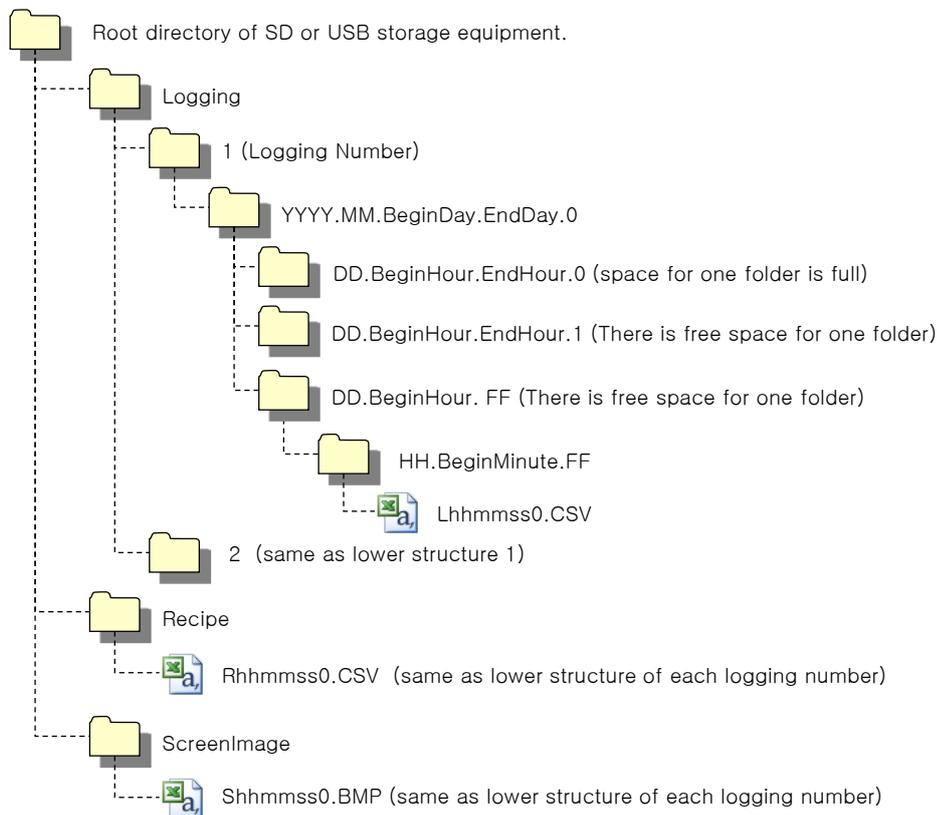 Root directory of SD or USB storage equipment.
Logging
1 (Logging Number)
YYYY.MM.BeginDay.EndDay.0
DD.BeginHour.EndHour.0 (space for one folder is full)
DD.BeginHour.EndHour.1 (There is free space for one folder)
DD.BeginHour. FF (There is free space for one folder)
HH.BeginMinute.FF
Lhhmmss0.CSV
2 (same as lower structure 1)
Recipe
Rhhmmss0.CSV (same as lower structure of each logging number)
ScreenImage
Shhmmss0.BMP (same as lower structure of each logging number)